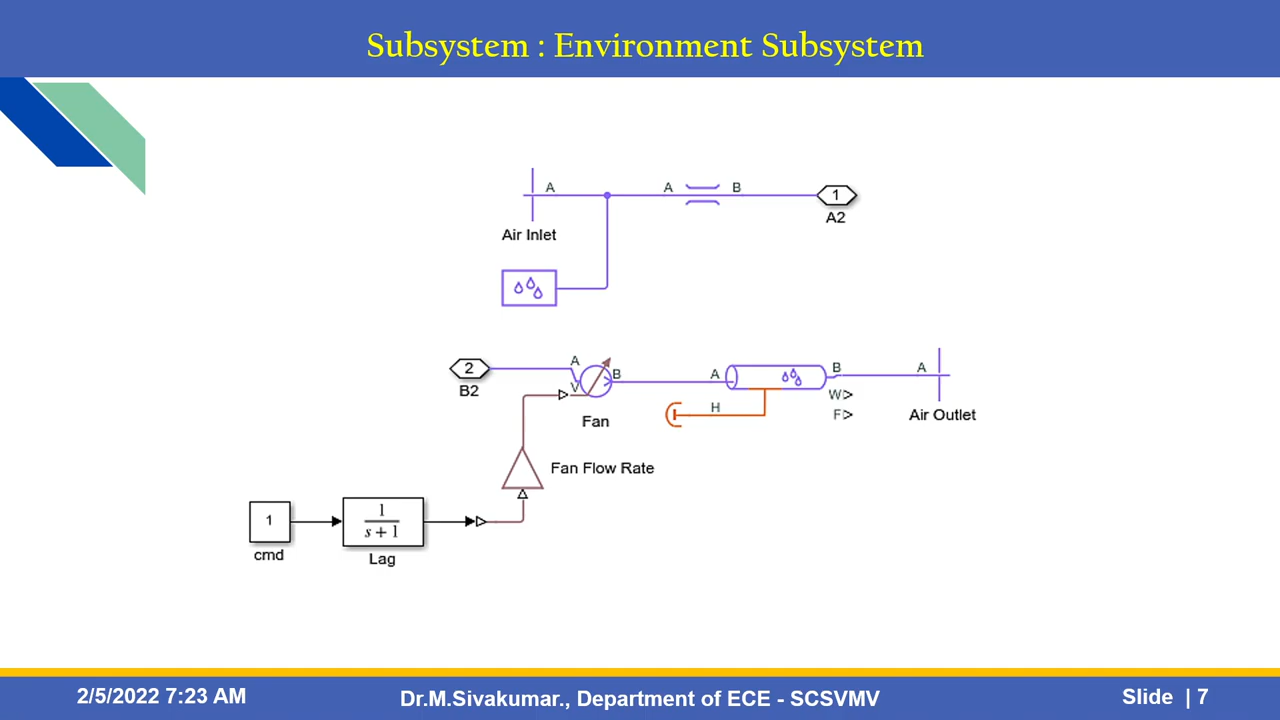 Subsystem : Environment Subsystem
A
A
B
1
Air Inlet
A2
2
B2
A
V
B
Fan
A
B
A
H
W
F
Air Outlet
Fan Flow Rate
1
cmd
1
s + 1
Lag
2/5/2022 7:23 AM
Dr.M.Sivakumar., Department of ECE - SCSVMV
Slide | 7